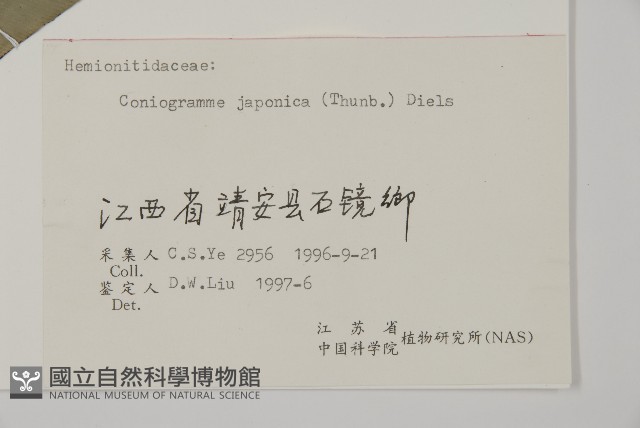 Hemionitidaceae:
Coniogramme japonica (Thunb.) Diels
江西省靖安县石镜鄉
采集人 C.S.Ye 2956 1996-9-21
Coll.
鉴定人 D.W.Liu 1997-6
Det.
江苏省
中国科学院 植物研究所(NAS)
國立自然科學博物館
NATIONAL MUSEUM OF NATURAL SCIENCE